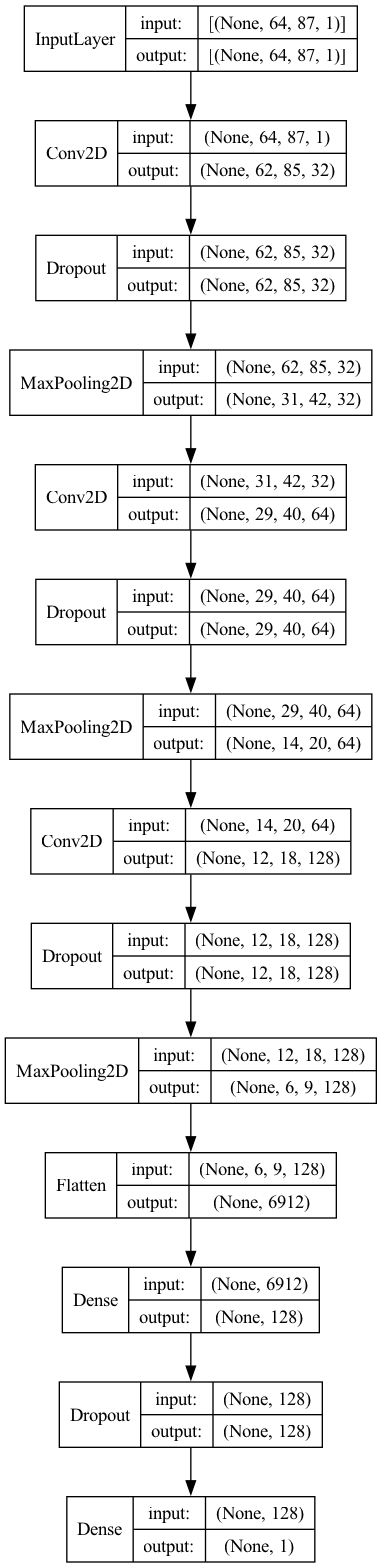 InputLayer input: [(None, 64, 87, 1)]
output: [(None, 64, 87, 1)]
Conv2D input: (None, 64, 87, 1)
output: (None, 62, 85, 32)
Dropout input: (None, 62, 85, 32)
output: (None, 62, 85, 32)
MaxPooling2D input: (None, 62, 85, 32)
output: (None, 31, 42, 32)
Conv2D input: (None, 31, 42, 32)
output: (None, 29, 40, 64)
Dropout input: (None, 29, 40, 64)
output: (None, 29, 40, 64)
MaxPooling2D input: (None, 29, 40, 64)
output: (None, 14, 20, 64)
Conv2D input: (None, 14, 20, 64)
output: (None, 12, 18, 128)
Dropout input: (None, 12, 18, 128)
output: (None, 12, 18, 128)
MaxPooling2D input: (None, 12, 18, 128)
output: (None, 6, 9, 128)
Flatten input: (None, 6, 9, 128)
output: (None, 6912)
Dense input: (None, 6912)
output: (None, 128)
Dropout input: (None, 128)
output: (None, 128)
Dense input: (None, 128)
output: (None, 1)